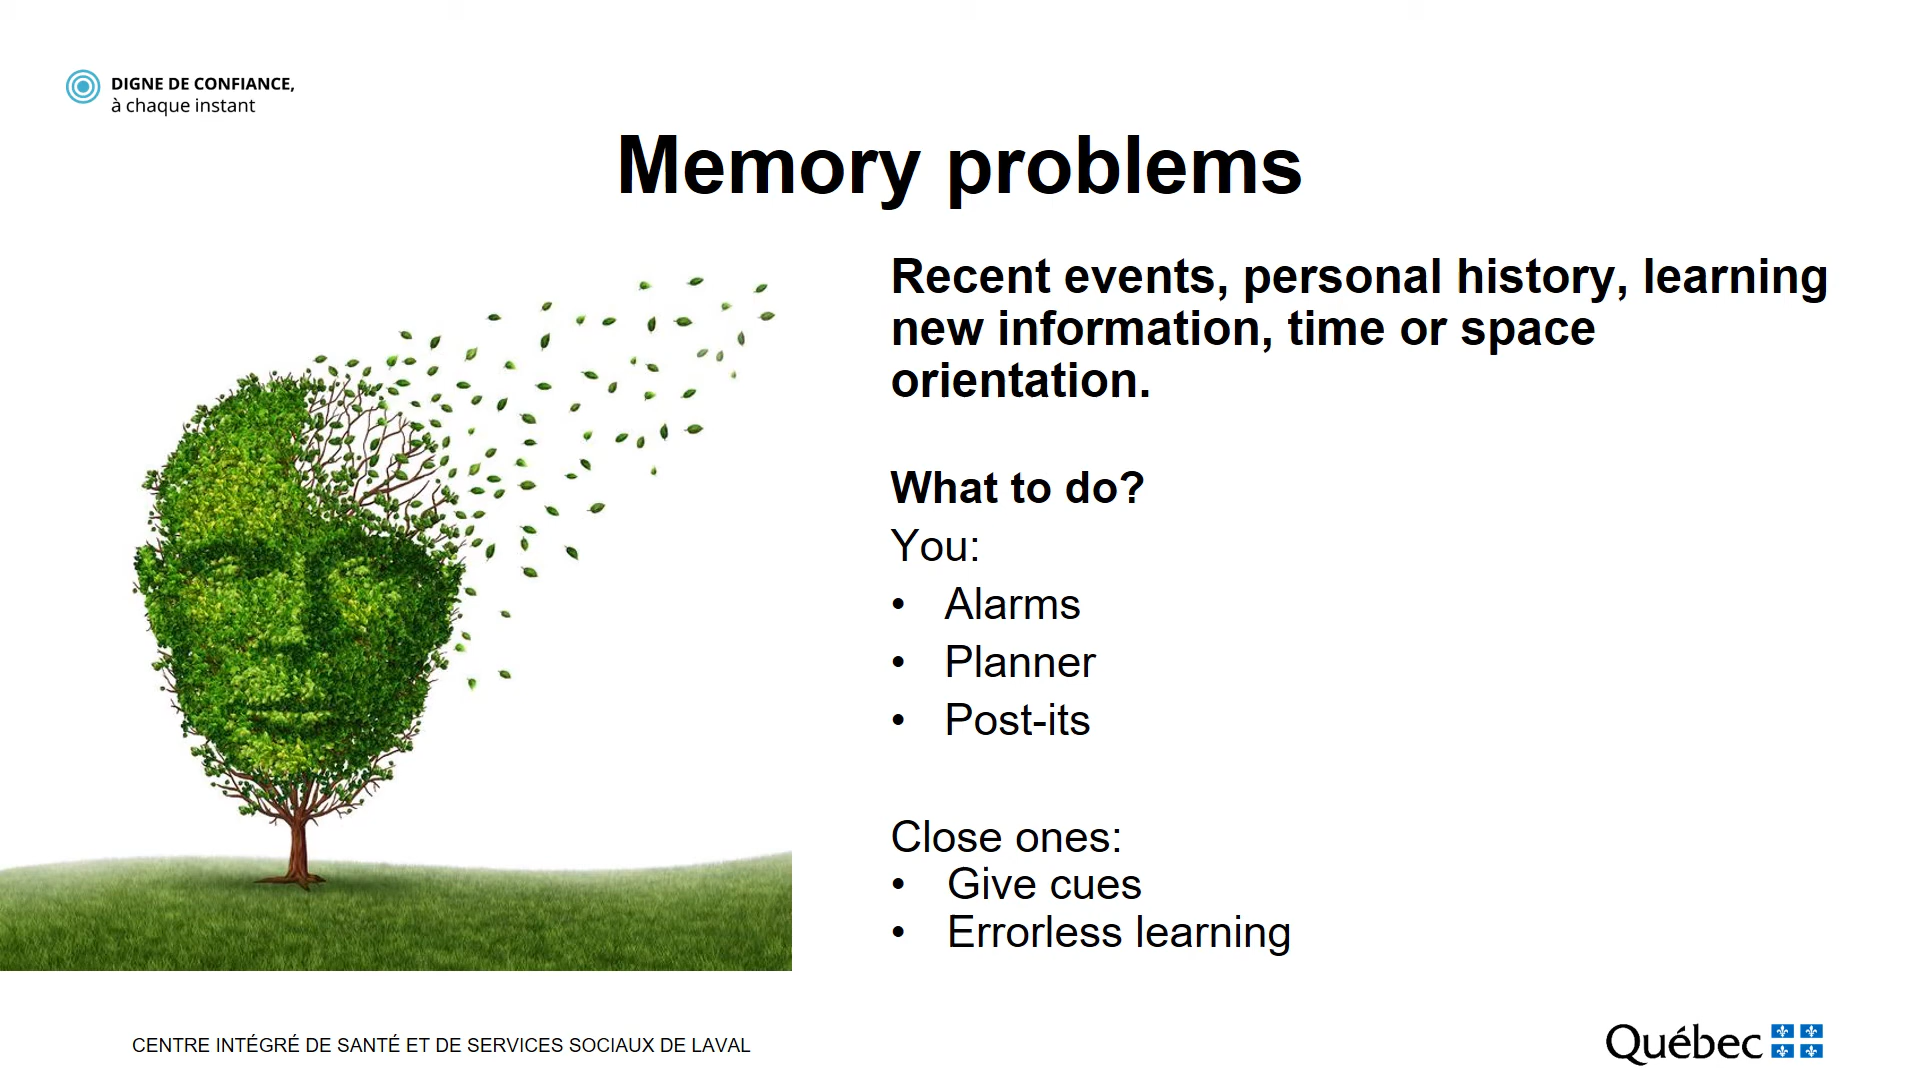 DIGNE DE CONFIANCE,
à chaque instant
Memory problems
Recent events, personal history, learning
new information, time or space
orientation.
What to do?
You:
• Alarms
• Planner
• Post-its
Close ones:
• Give cues
• Errorless learning
CENTRE INTÉGRÉ DE SANTÉ ET DE SERVICES SOCIAUX DE LAVAL
Québec